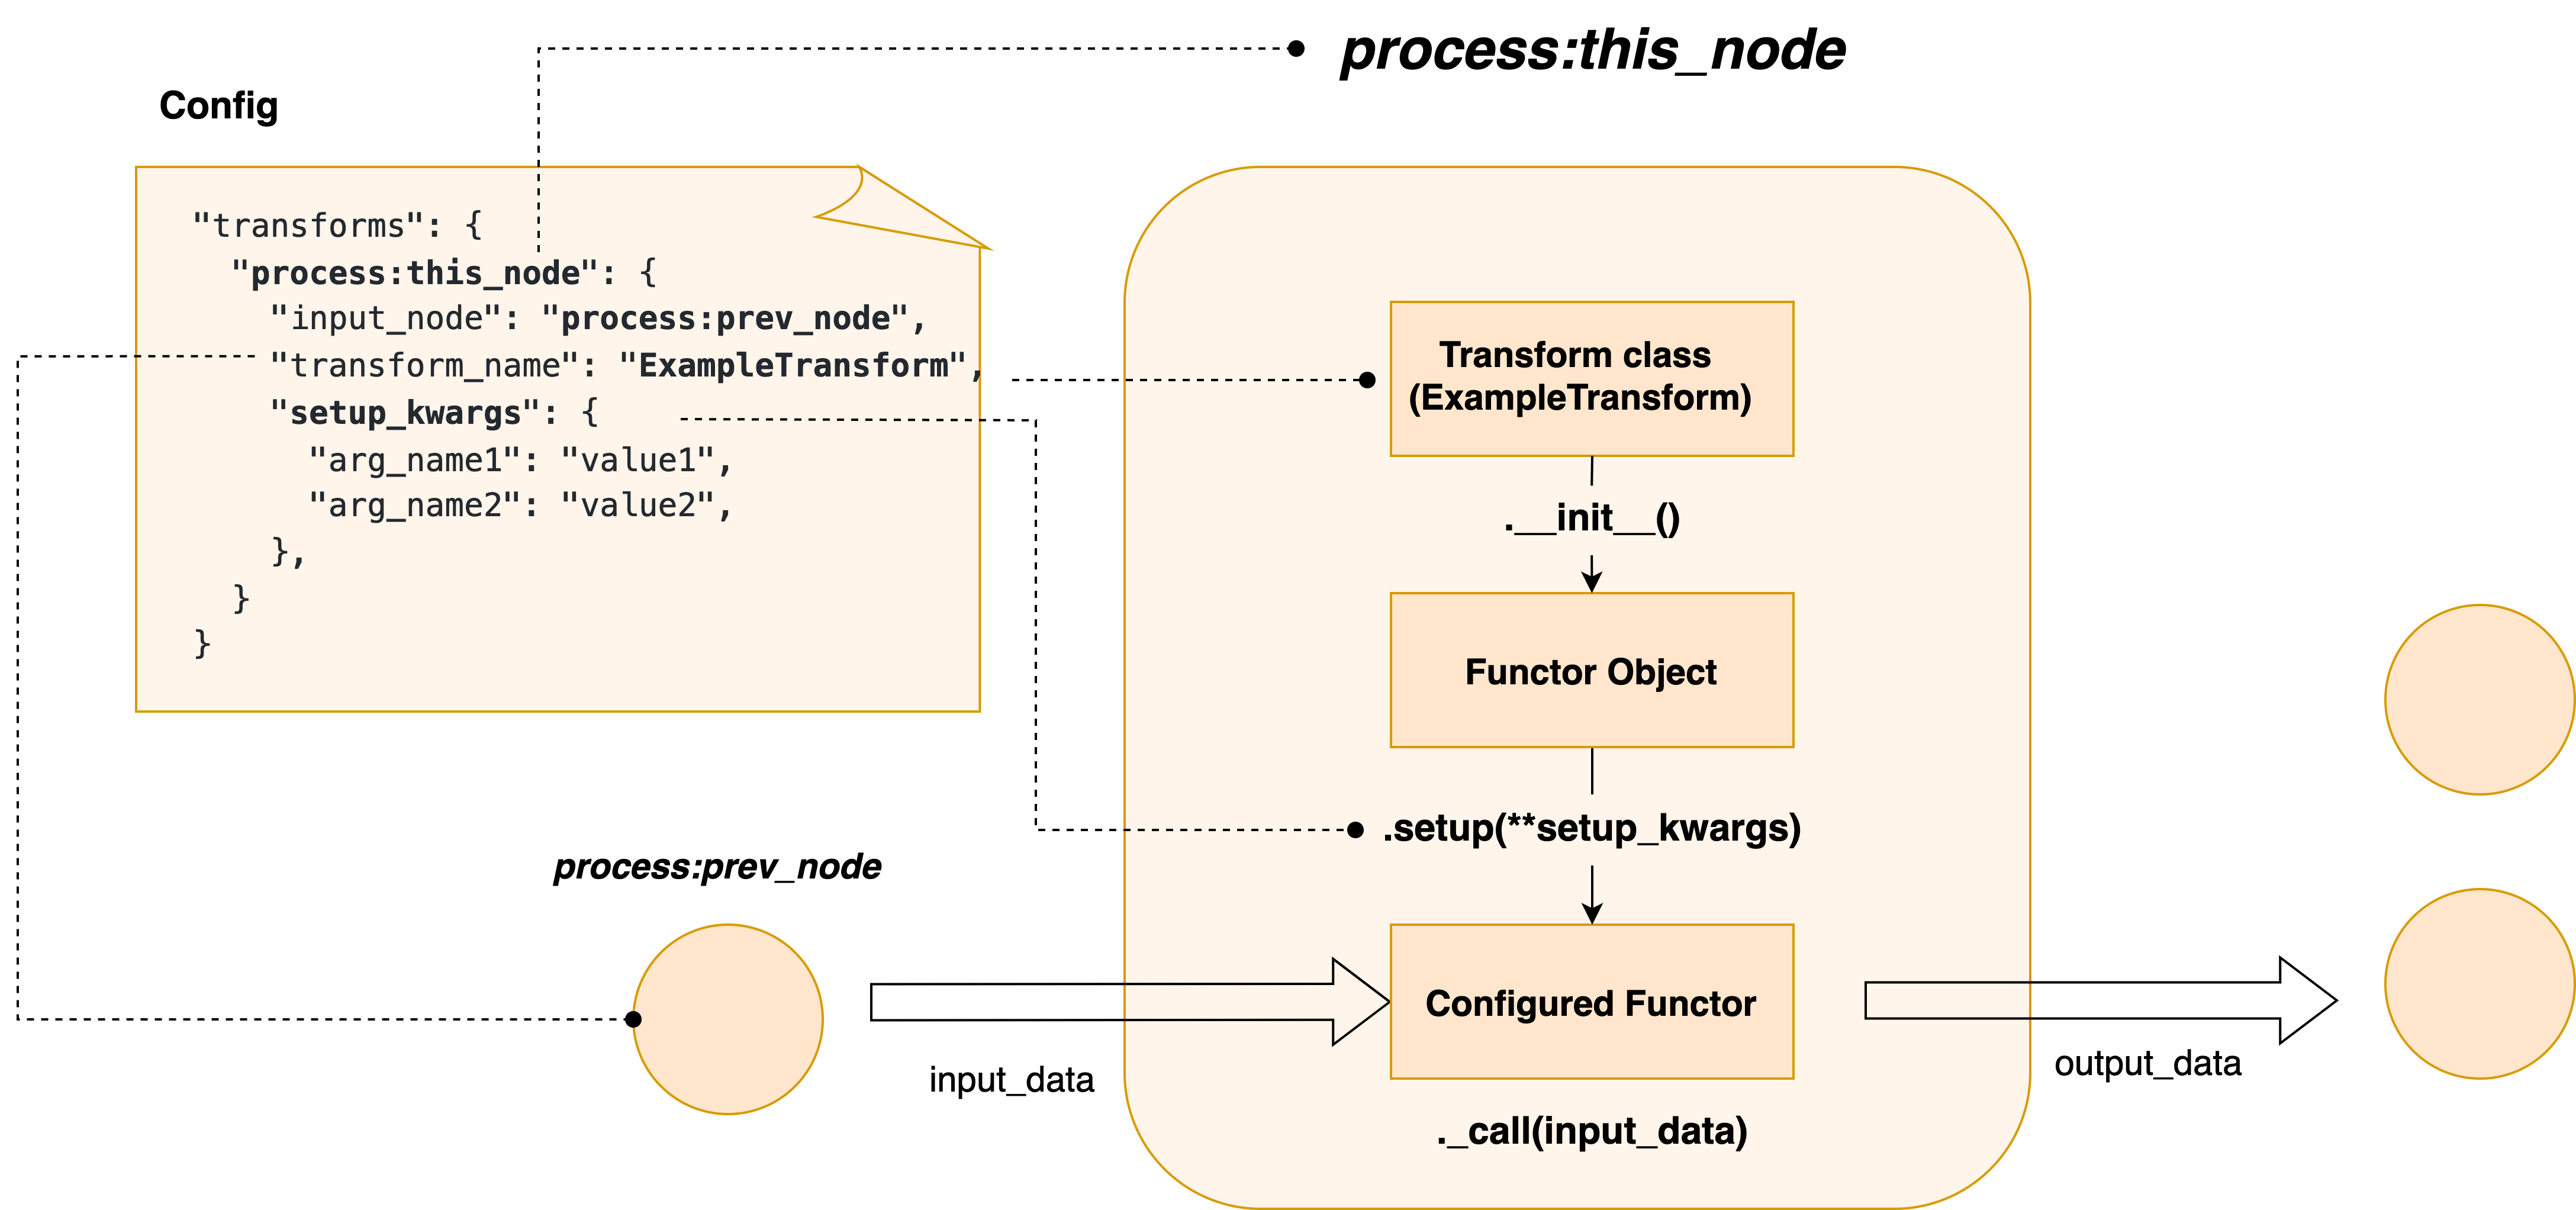 process:this_node
Config
"transforms": {
"process:this_node": {
"input_node": "process:prev_node",
"transform_name": "ExampleTransform",
"setup_kwargs": {
"arg_name1": "value1",
"arg_name2": "value2",
},
}
}
Transform class
(ExampleTransform)
.__init__()
Functor Object
.setup(**setup_kwargs)
process:prev_node
Configured Functor
input_data
output_data
._call(input_data)